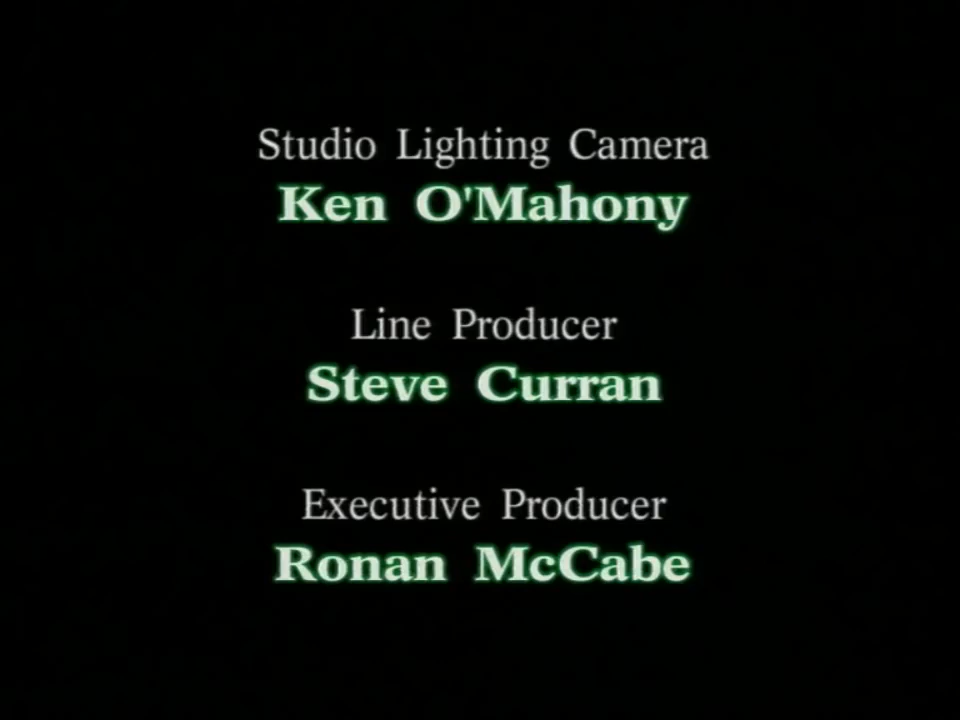 Studio Lighting Camera
Ken O'Mahony
Line Producer
Steve Curran
Executive Producer
Ronan McCabe